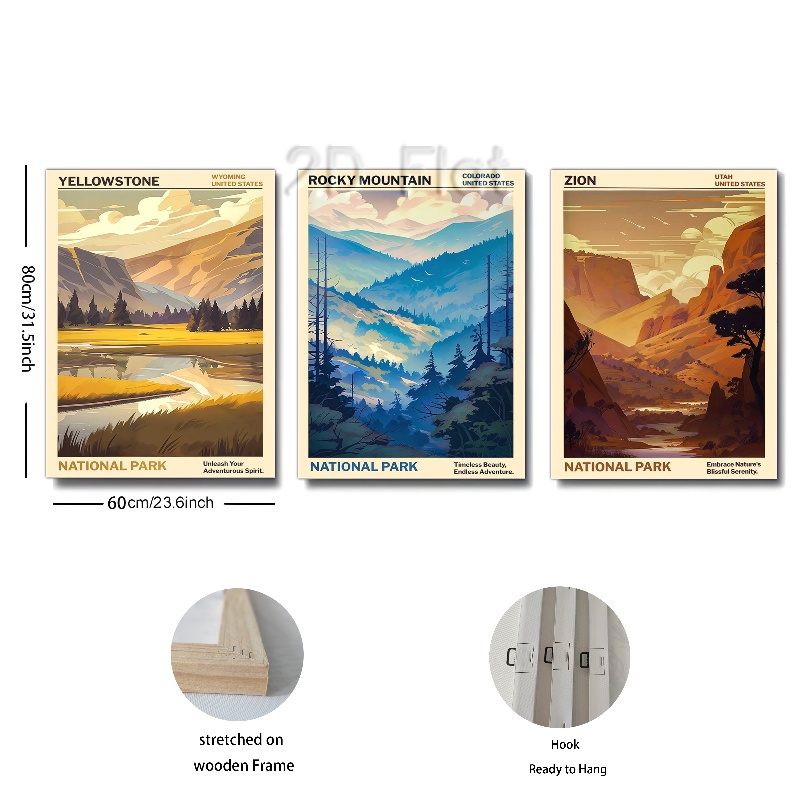 2D Flat
YELLOWSTONE
WYOMING
UNITED STATES
ROCKY MOUNTAIN
COLORADO
UNITED STATES
ZION
UTAH
UNITED STATES
80cm/31.5inch
NATIONAL PARK
Unleash Your
Adventurous Spirit.
NATIONAL PARK
Timeless Beauty,
Endless Adventure.
NATIONAL PARK
Embrace Nature's
Blissful Serenity.
60cm/23.6inch
stretched on
wooden Frame
Hook
Ready to Hang